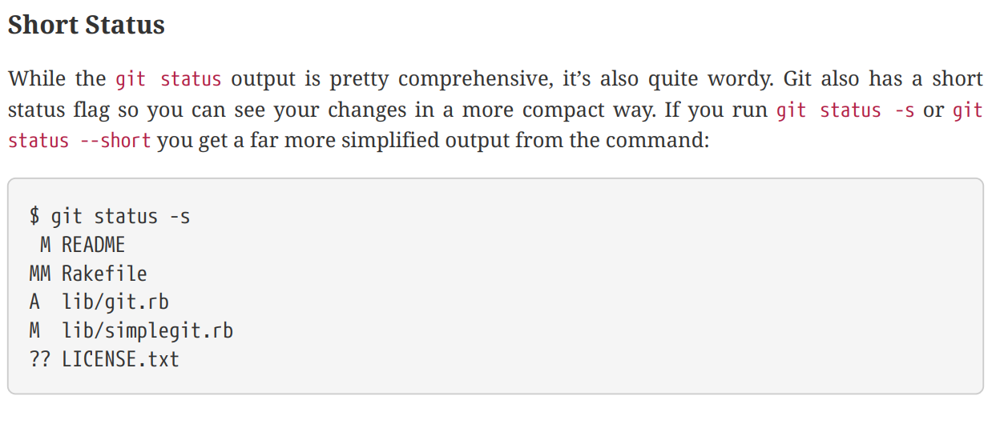 Short Status
While the git status output is pretty comprehensive, it’s also quite wordy. Git also has a short
status flag so you can see your changes in a more compact way. If you run git status -s or git
status --short you get a far more simplified output from the command:
$ git status -s
 M README
MM Rakefile
A  lib/git.rb
M  lib/simplegit.rb
?? LICENSE.txt